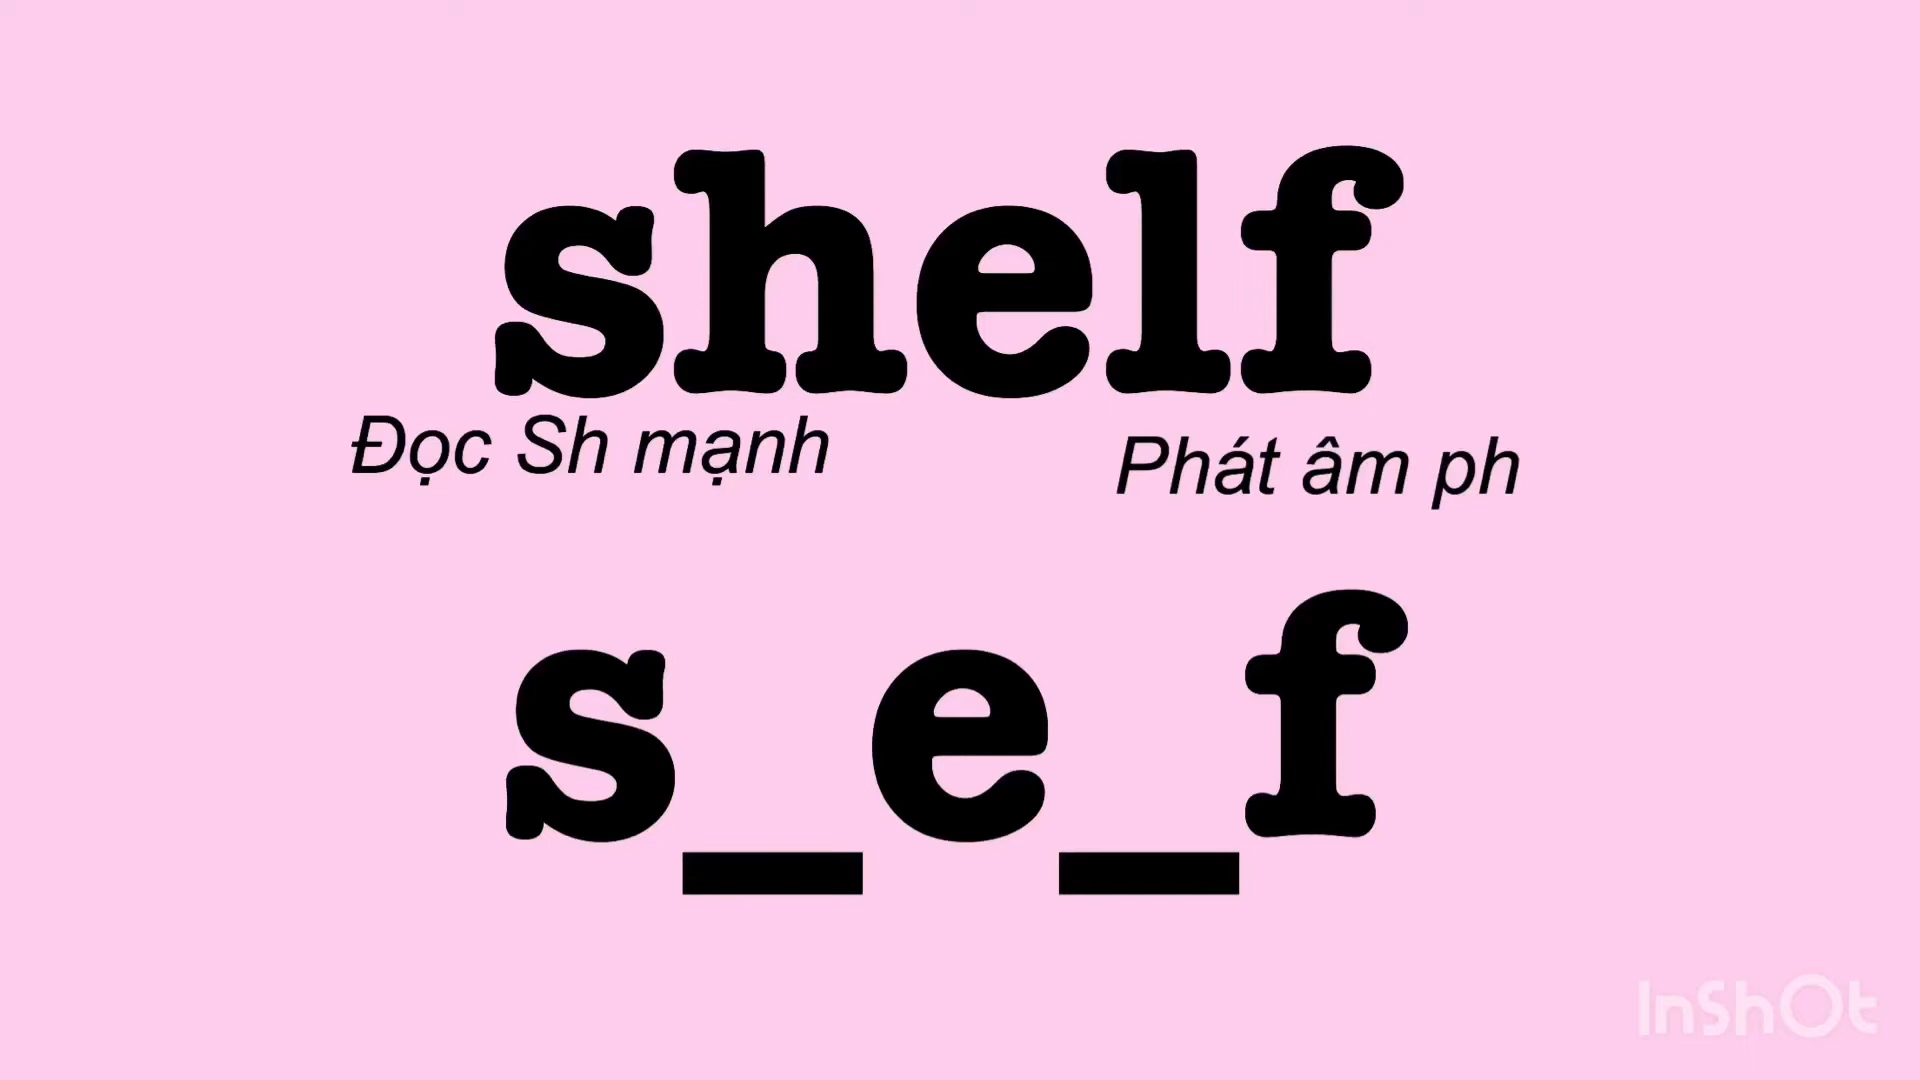 shelf
Đọc Sh mạnh
Phát âm ph
s_e_f
InShOt